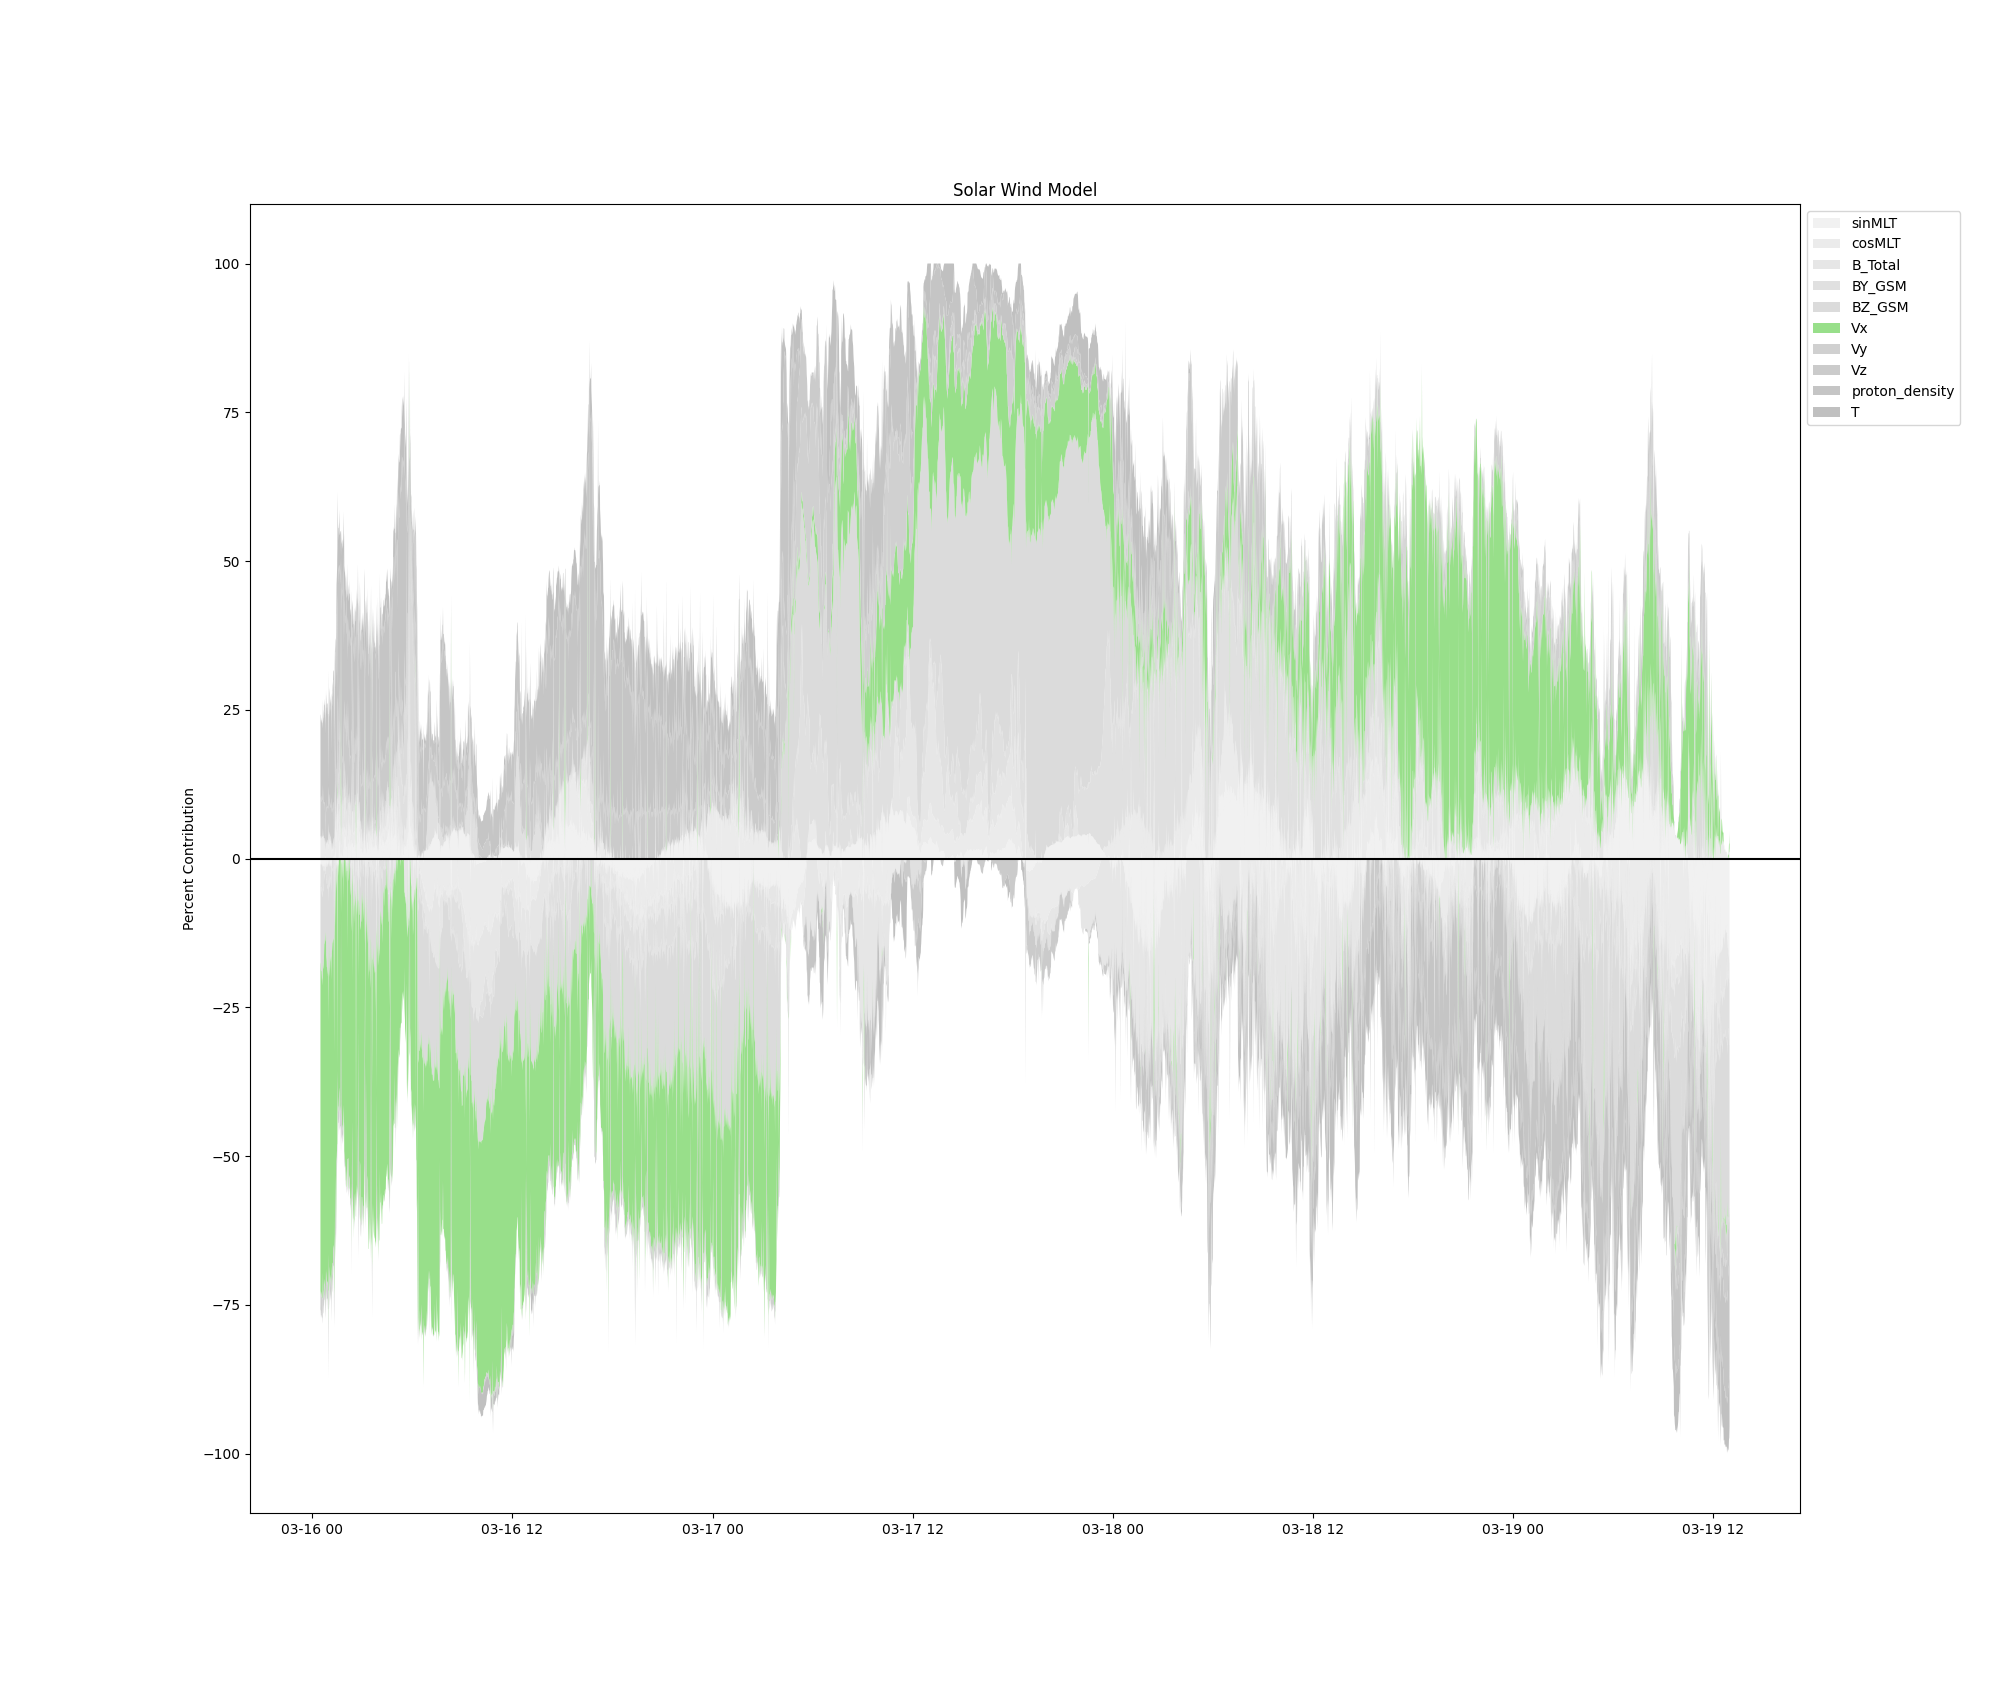 Solar Wind Model
sinMLT
cosMLT
B_Total
BY_GSM
BZ_GSM
Vx
Vy
Vz
proton_density
T
Percent Contribution
100
75
50
25
0
−25
−50
−75
−100
03-16 00
03-16 12
03-17 00
03-17 12
03-18 00
03-18 12
03-19 00
03-19 12